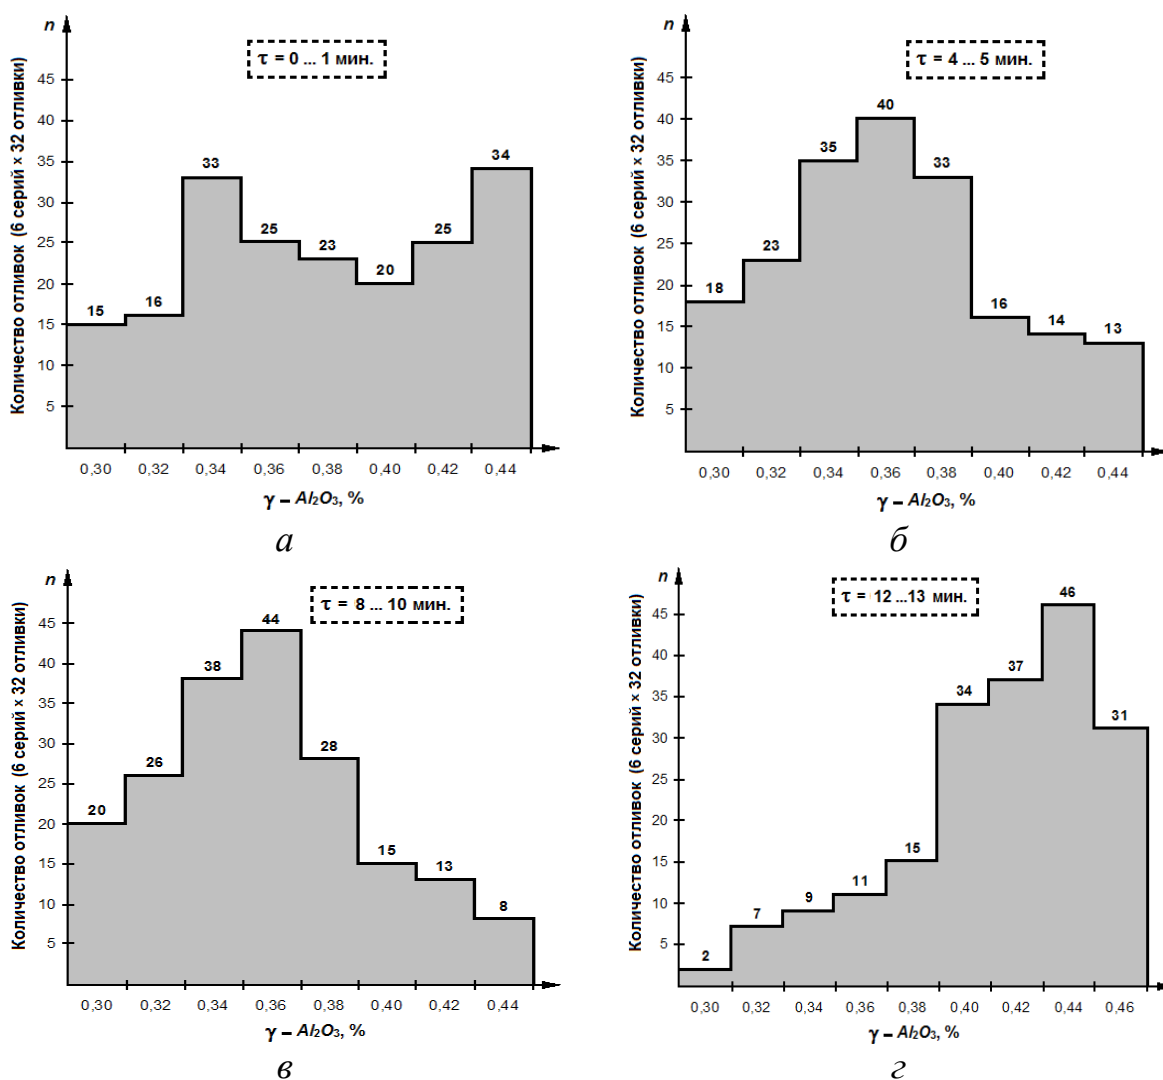 n
τ = 0 ... 1 мин.
Количество отливок (6 серий × 32 отливки)
45
40
35
30
25
20
15
10
5
15
16
33
25
23
20
25
34
0,30 0,32 0,34 0,36 0,38 0,40 0,42 0,44
γ – Al₂O₃, %
а
n
τ = 4 ... 5 мин.
Количество отливок (6 серий × 32 отливки)
45
40
35
30
25
20
15
10
5
18
23
35
40
33
16
14
13
0,30 0,32 0,34 0,36 0,38 0,40 0,42 0,44
γ – Al₂O₃, %
б
n
τ = 8 ... 10 мин.
Количество отливок (6 серий × 32 отливки)
45
40
35
30
25
20
15
10
5
20
26
38
44
28
15
13
8
0,30 0,32 0,34 0,36 0,38 0,40 0,42 0,44
γ – Al₂O₃, %
в
n
τ = 12 ...13 мин.
Количество отливок (6 серий × 32 отливки)
45
40
35
30
25
20
15
10
5
2
7
9
11
15
34
37
46
31
0,30 0,32 0,34 0,36 0,38 0,40 0,42 0,44 0,46
γ – Al₂O₃, %
г